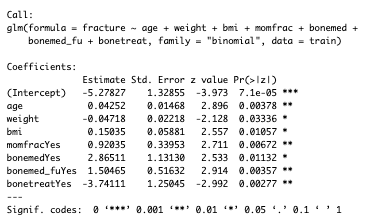 Call:
glm(formula = fracture ~ age + weight + bmi + momfrac + bonemed +
    bonemed_fu + bonetreat, family = "binomial", data = train)

Coefficients:
              Estimate Std. Error z value Pr(>|z|)
(Intercept)   -5.27827    1.32855  -3.973  7.1e-05 ***
age            0.04252    0.01468   2.896  0.00378 **
weight        -0.04718    0.02218  -2.128  0.03336 *
bmi            0.15035    0.05881   2.557  0.01057 *
momfracYes     0.92035    0.33953   2.711  0.00672 **
bonemedYes     2.86511    1.13130   2.533  0.01132 *
bonemed_fuYes  1.50465    0.51632   2.914  0.00357 **
bonetreatYes  -3.74111    1.25045  -2.992  0.00277 **
---
Signif. codes:  0 ‘***’ 0.001 ‘**’ 0.01 ‘*’ 0.05 ‘.’ 0.1 ‘ ’ 1